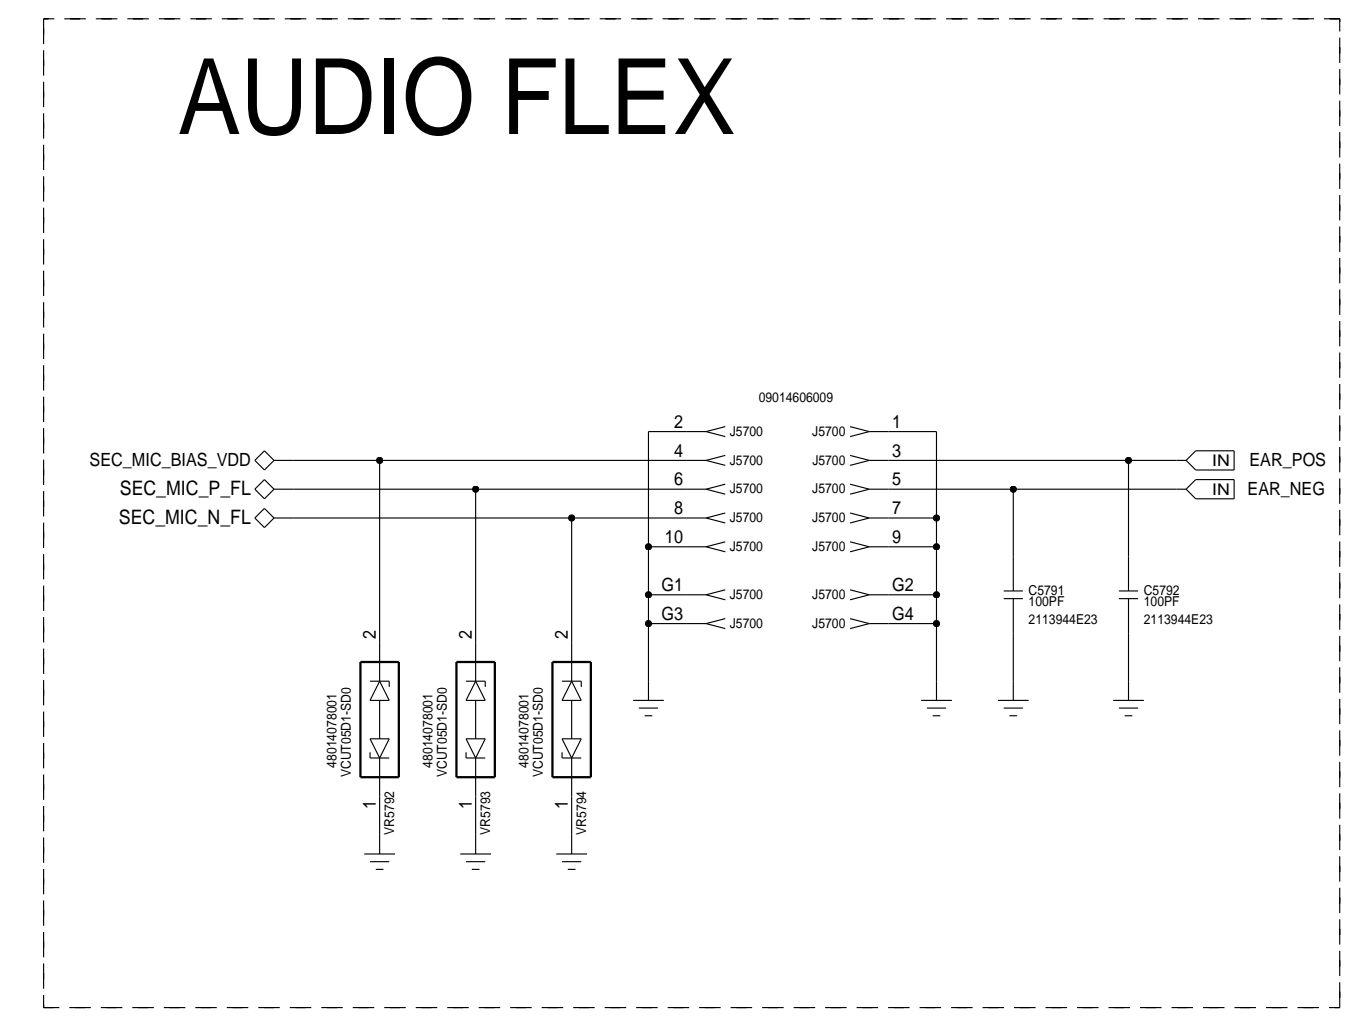 AUDIO FLEX
09014606009
2 J5700 J5700 1
SEC_MIC_BIAS_VDD 4 J5700 J5700 3 IN EAR_POS
SEC_MIC_P_FL 6 J5700 J5700 5 IN EAR_NEG
SEC_MIC_N_FL 8 J5700 J5700 7
10 J5700 J5700 9
G1 J5700 J5700 G2
G3 J5700 J5700 G4
C5791
100PF
2113944E23
C5792
100PF
2113944E23
2
48014078001
VCUT05D1-SD0
1
VR5792
2
48014078001
VCUT05D1-SD0
1
VR5793
2
48014078001
VCUT05D1-SD0
1
VR5794